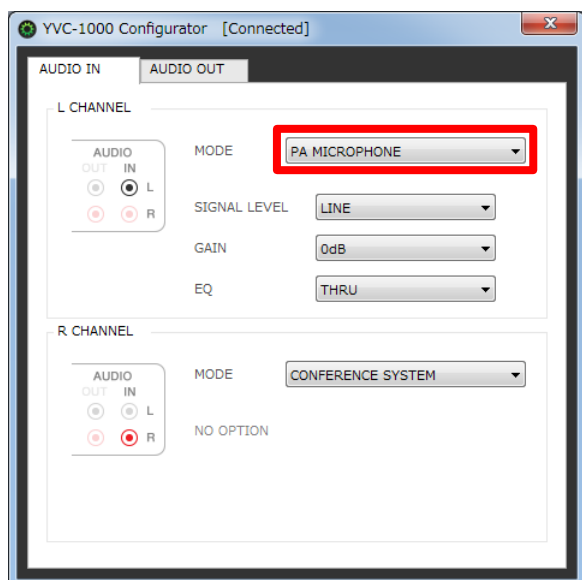 YVC-1000 Configurator [Connected]
AUDIO IN AUDIO OUT
L CHANNEL
AUDIO
OUT IN
L
R
MODE PA MICROPHONE
SIGNAL LEVEL LINE
GAIN 0dB
EQ THRU
R CHANNEL
AUDIO
OUT IN
L
R
MODE CONFERENCE SYSTEM
NO OPTION